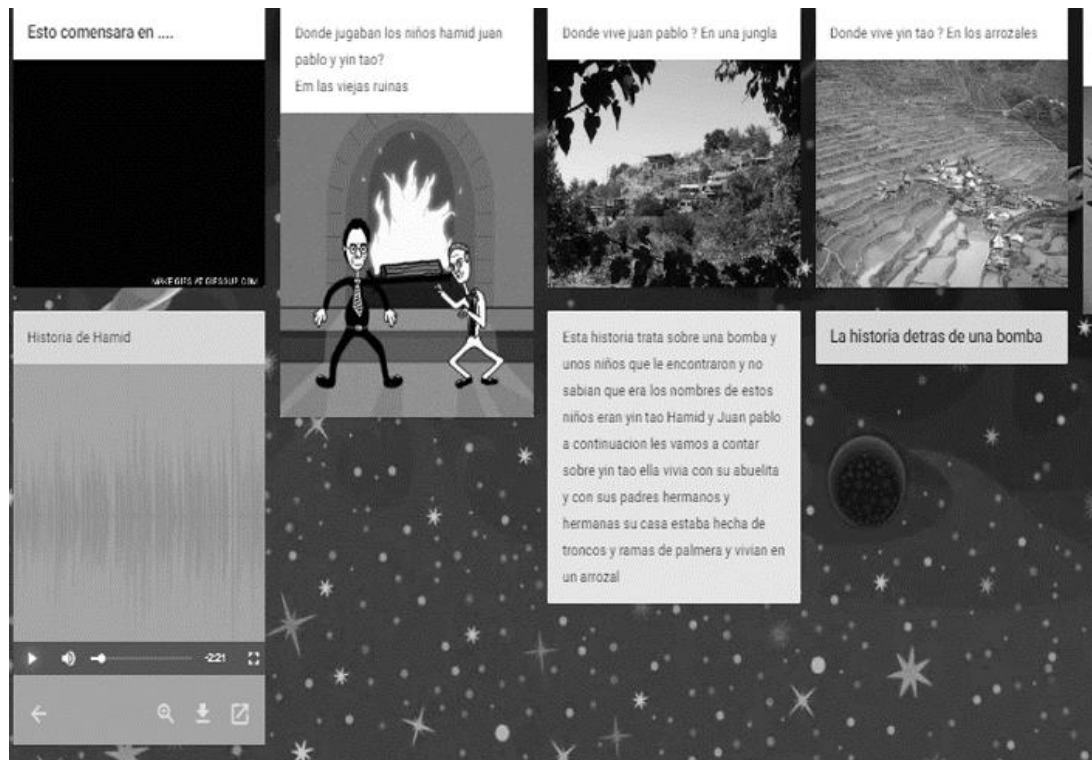 Esto comensara en ....
MAKE GIFS AT GIFSOUP.COM
Historia de Hamid
-2:21
Donde jugaban los niños hamid juan
pablo y yin tao?
Em las viejas ruinas
Donde vive juan pablo ? En una jungla
Esta historia trata sobre una bomba y
unos niños que le encontraron y no
sabian que era los nombres de estos
niños eran yin tao Hamid y Juan pablo
a continuacion les vamos a contar
sobre yin tao ella vivia con su abuelita
y con sus padres hermanos y
hermanas su casa estaba hecha de
troncos y ramas de palmera y vivian en
un arrozal
Donde vive yin tao ? En los arrozales
La historia detras de una bomba